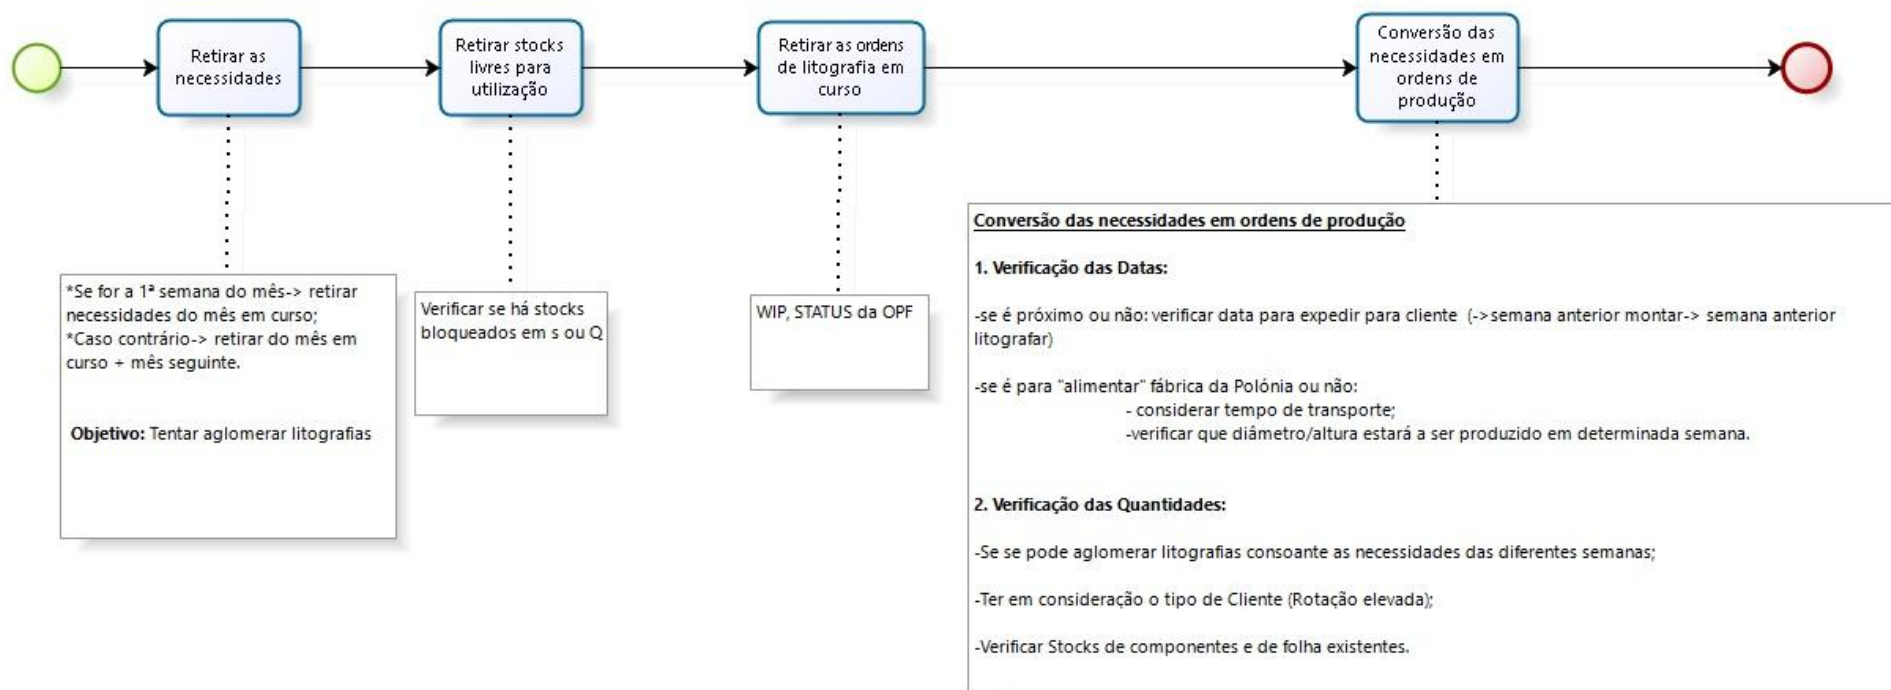 Retirar as
necessidades
Retirar stocks
livres para
utilização
Retirar as ordens
de litografia em
curso
Conversão das
necessidades em
ordens de
produção
*Se for a 1ª semana do mês-> retirar
necessidades do mês em curso;
*Caso contrário-> retirar do mês em
curso + mês seguinte.
Objetivo: Tentar aglomerar litografias
Verificar se há stocks
bloqueados em s ou Q
WIP, STATUS da OPF
Conversão das necessidades em ordens de produção
1. Verificação das Datas:
-se é próximo ou não: verificar data para expedir para cliente (->semana anterior montar-> semana anterior
litografar)
-se é para "alimentar" fábrica da Polónia ou não:
- considerar tempo de transporte;
-verificar que diâmetro/altura estará a ser produzido em determinada semana.
2. Verificação das Quantidades:
-Se se pode aglomerar litografias consoante as necessidades das diferentes semanas;
-Ter em consideração o tipo de Cliente (Rotação elevada);
-Verificar Stocks de componentes e de folha existentes.